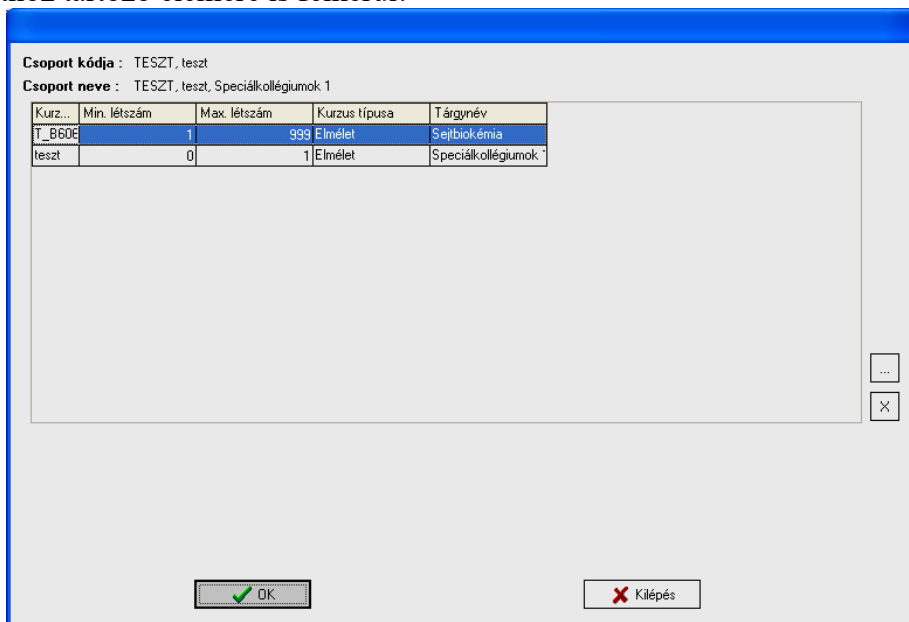 Csoport kódja : TESZT, teszt
Csoport neve : TESZT, teszt, Speciálkollégiumok 1
Kurz... Min. létszám Max. létszám Kurzus típusa Tárgynév
T_B60E 1 999 Elmélet Sejtbiokémia
teszt 0 1 Elmélet Speciálkollégiumok
...
X
OK
Kilépés